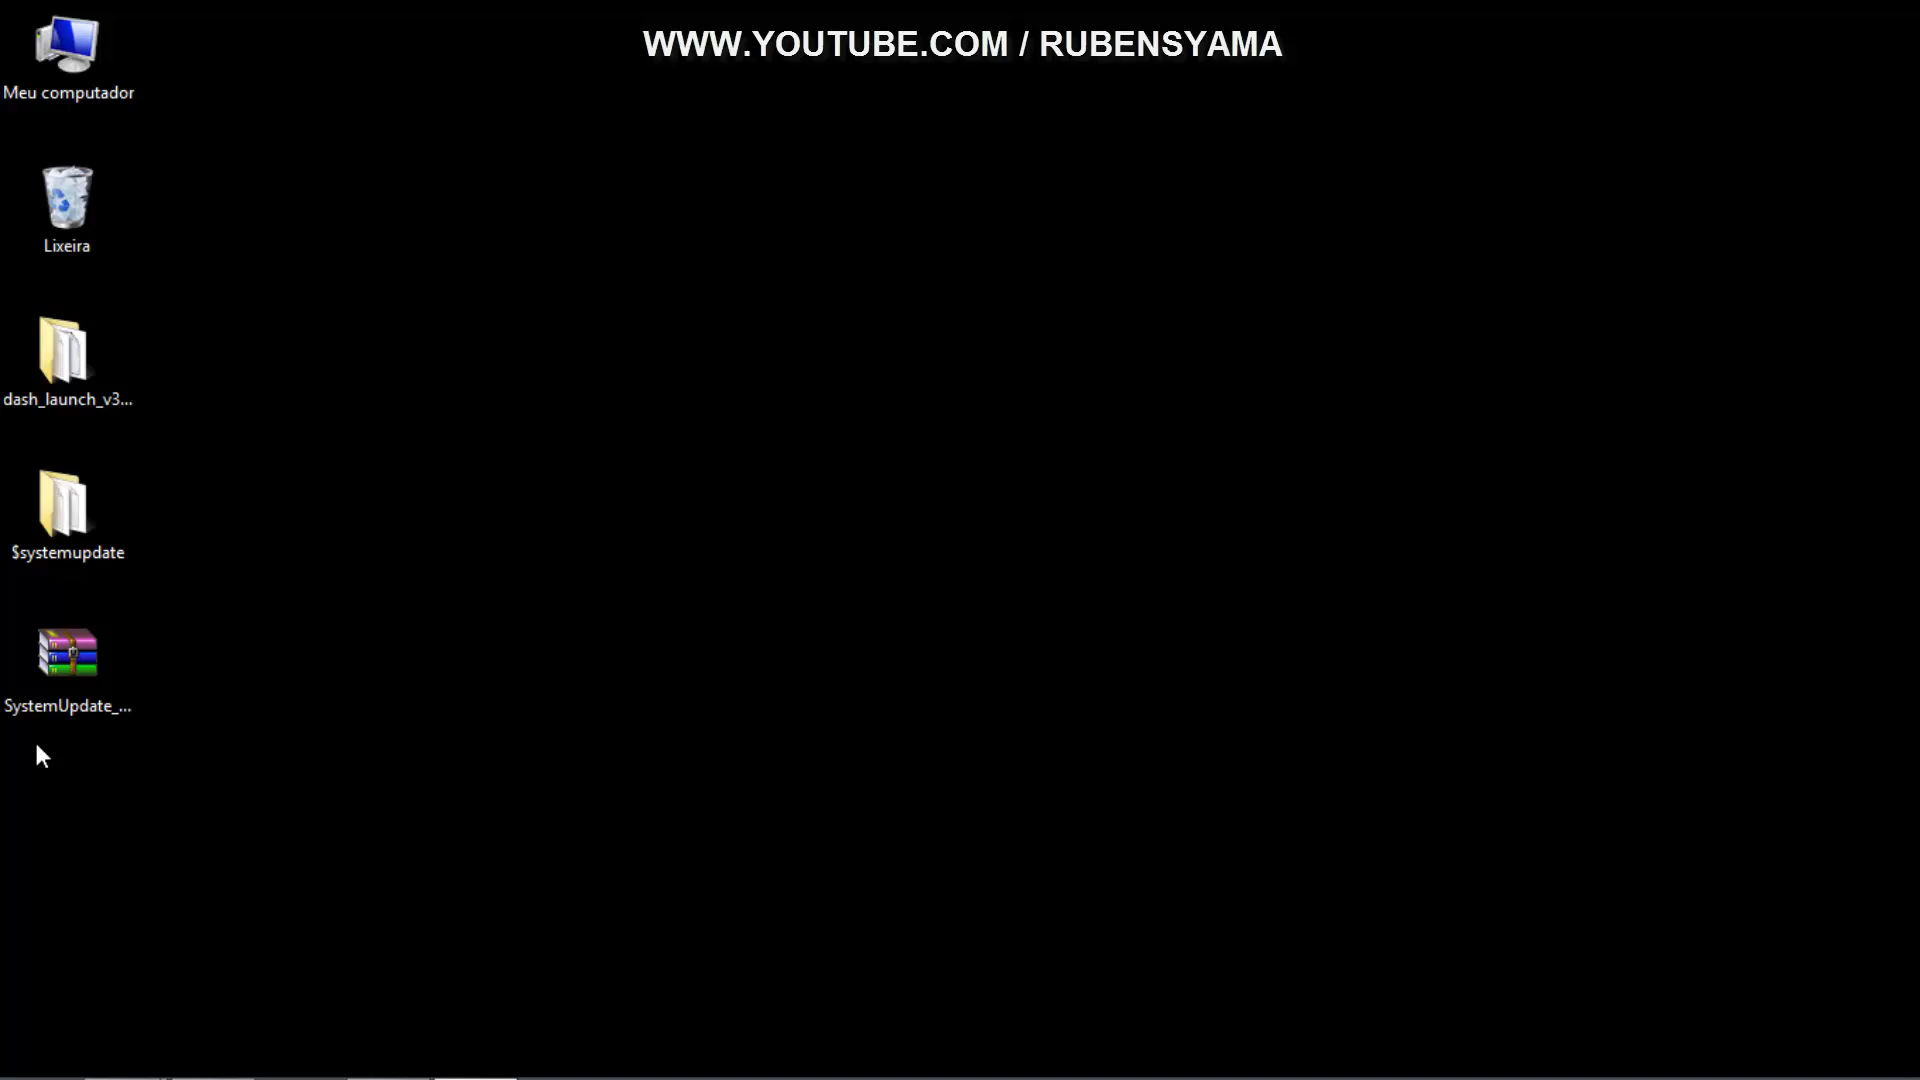 WWW.YOUTUBE.COM / RUBENSYAMA
Meu computador
Lixeira
dash_launch_v3...
$systemupdate
SystemUpdate_...